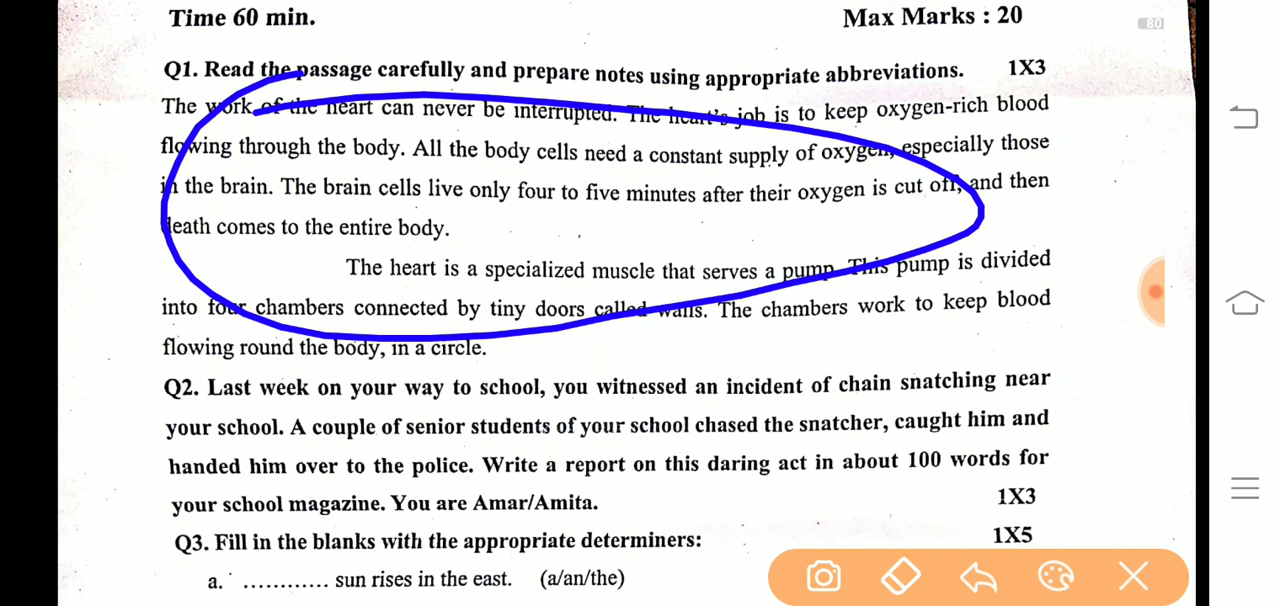 Time 60 min. Max Marks : 20
80
Q1. Read the passage carefully and prepare notes using appropriate abbreviations. 1X3
The work of the heart can never be interrupted. The heart's job is to keep oxygen-rich blood
flowing through the body. All the body cells need a constant supply of oxygen, especially those
in the brain. The brain cells live only four to five minutes after their oxygen is cut off, and then
death comes to the entire body.
The heart is a specialized muscle that serves a pump. This pump is divided
into four chambers connected by tiny doors called walls. The chambers work to keep blood
flowing round the body, in a circle.
Q2. Last week on your way to school, you witnessed an incident of chain snatching near
your school. A couple of senior students of your school chased the snatcher, caught him and
handed him over to the police. Write a report on this daring act in about 100 words for
your school magazine. You are Amar/Amita. 1X3
Q3. Fill in the blanks with the appropriate determiners: 1X5
a. ............ sun rises in the east. (a/an/the)